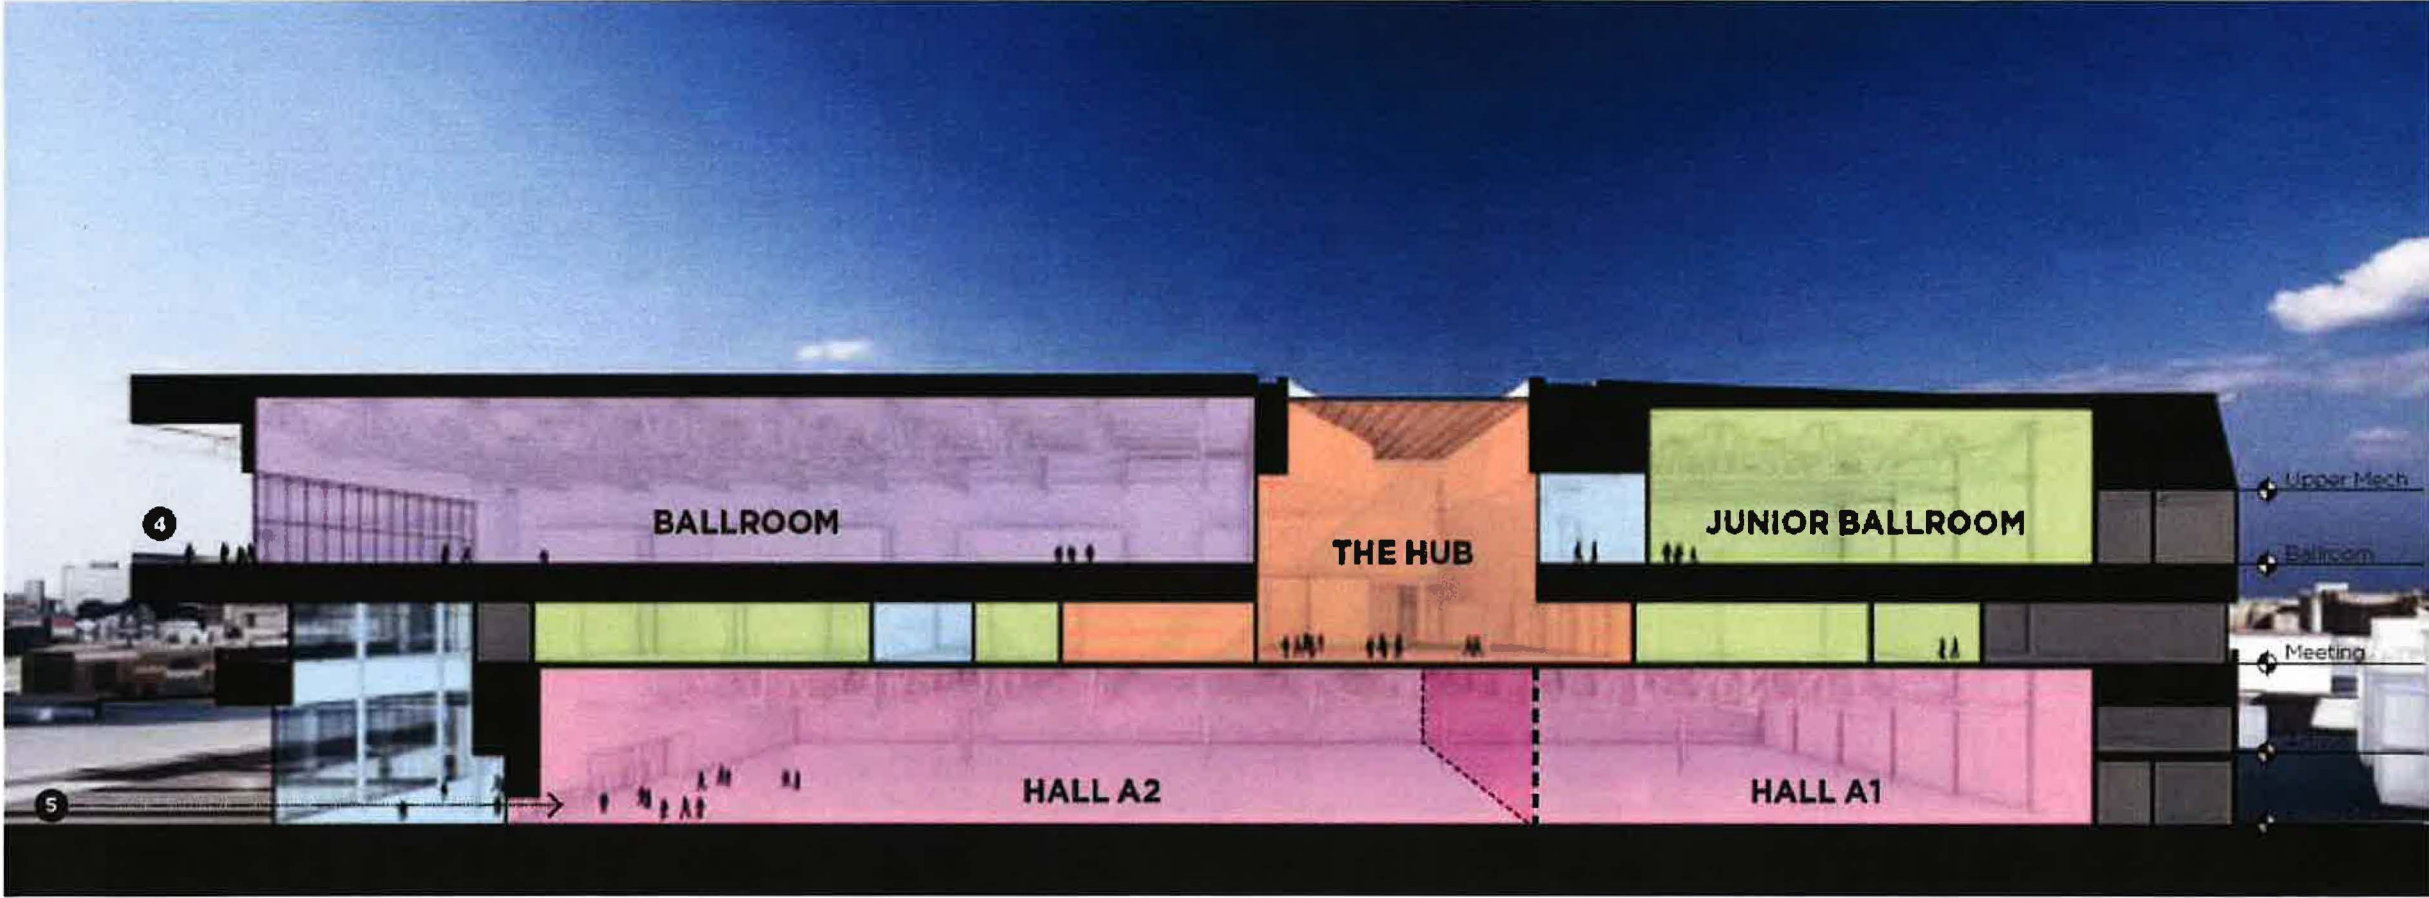 Upper Mech
4
BALLROOM
THE HUB
JUNIOR BALLROOM
Ballroom
Meeting
5
HALL A2
HALL A1